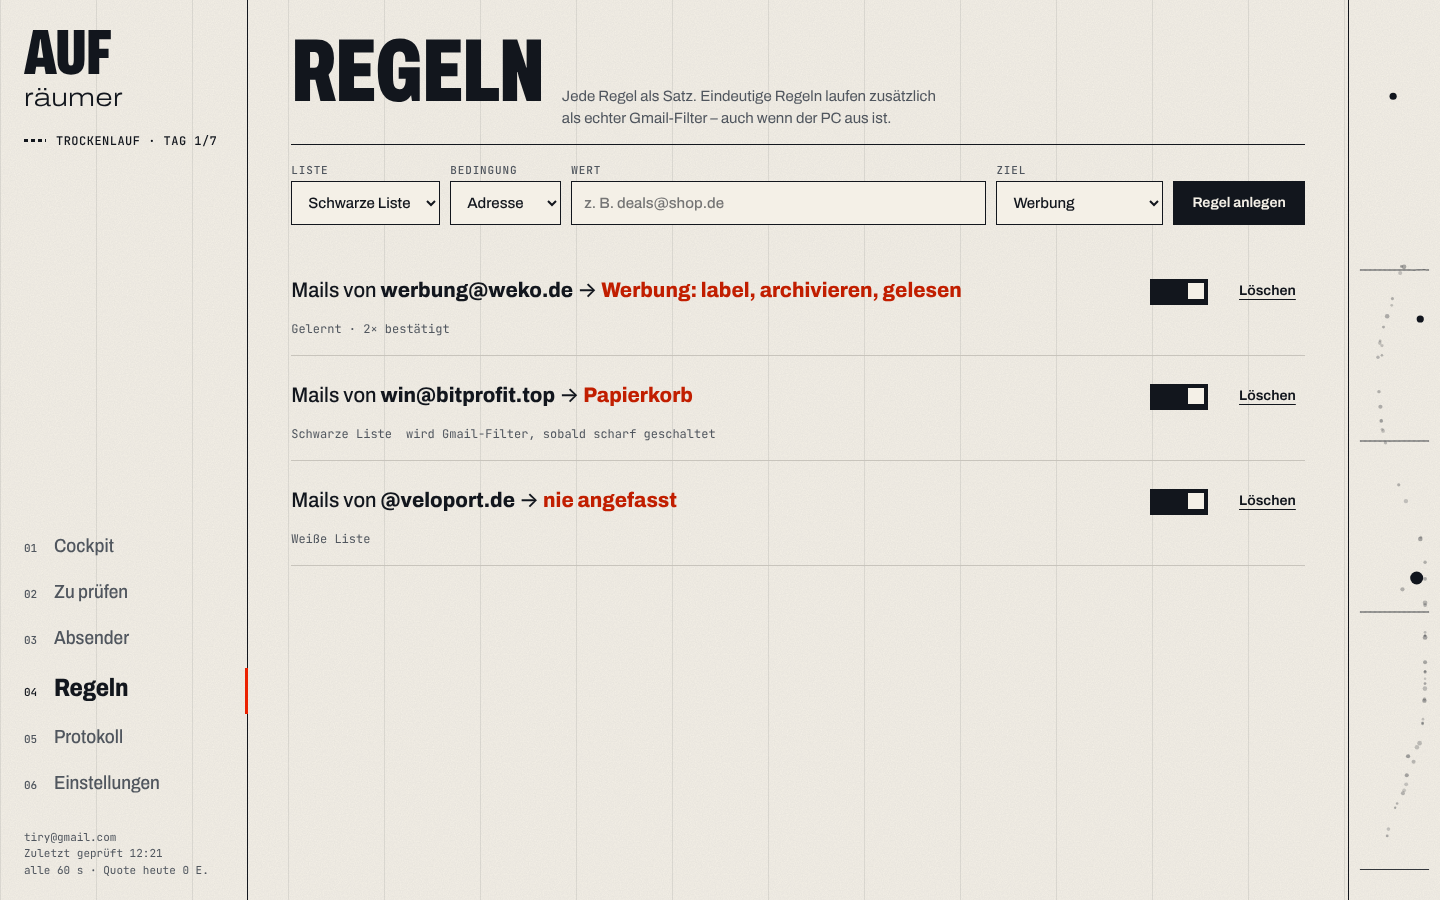 AUF
räumer
TROCKENLAUF · TAG 1/7
01 Cockpit
02 Zu prüfen
03 Absender
04 Regeln
05 Protokoll
06 Einstellungen
tiry@gmail.com
Zuletzt geprüft 12:21
alle 60 s · Quote heute 0 E.
REGELN
Jede Regel als Satz. Eindeutige Regeln laufen zusätzlich
als echter Gmail-Filter – auch wenn der PC aus ist.
LISTE BEDINGUNG WERT ZIEL
Schwarze Liste Adresse z. B. deals@shop.de Werbung Regel anlegen
Mails von werbung@weko.de → Werbung: label, archivieren, gelesen Löschen
Gelernt · 2× bestätigt
Mails von win@bitprofit.top → Papierkorb Löschen
Schwarze Liste wird Gmail-Filter, sobald scharf geschaltet
Mails von @veloport.de → nie angefasst Löschen
Weiße Liste